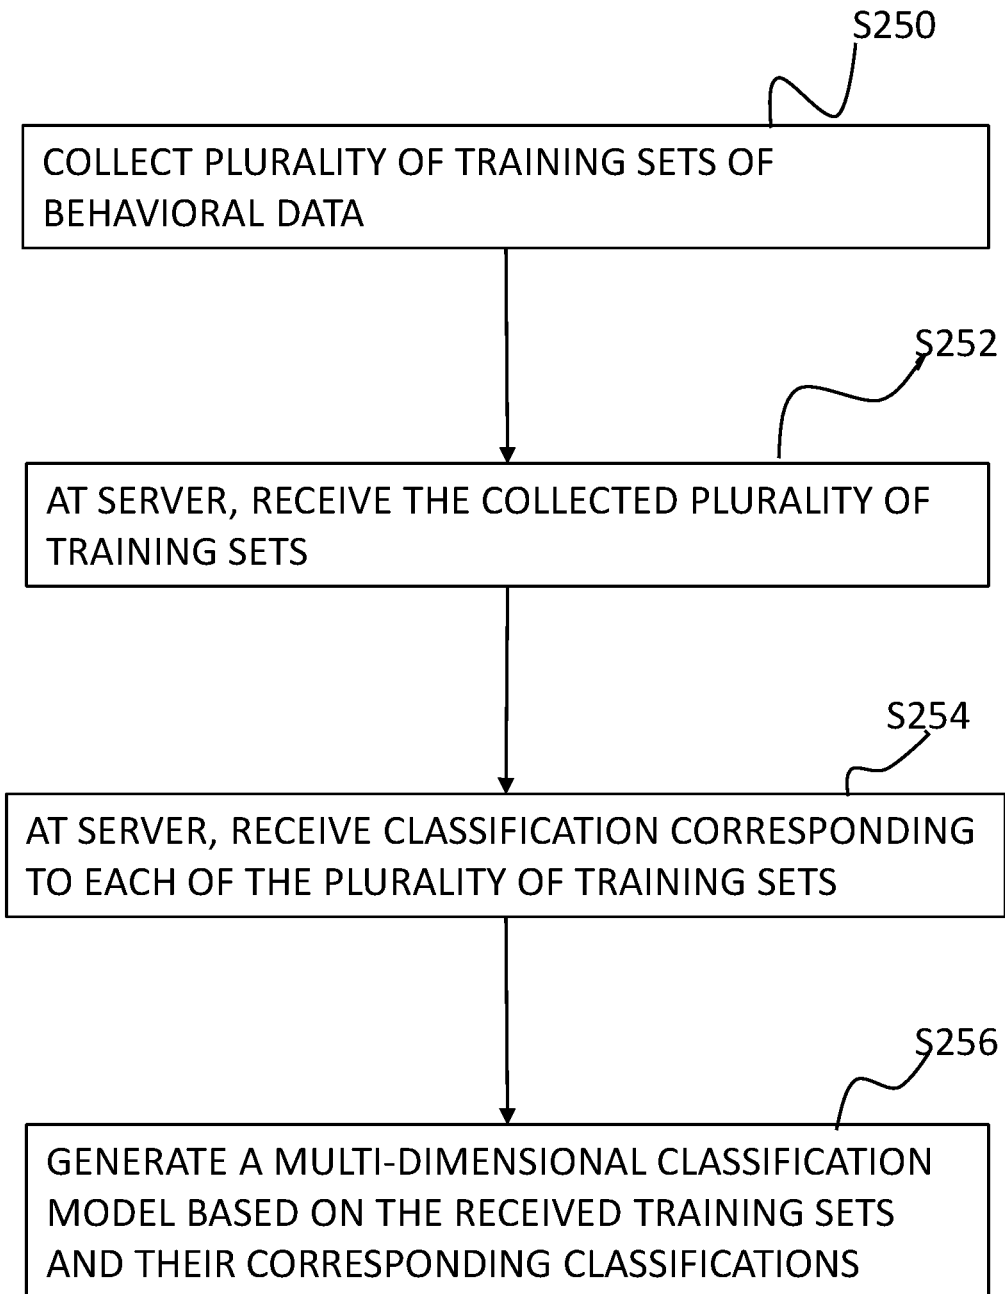 S250
COLLECT PLURALITY OF TRAINING SETS OF
BEHAVIORAL DATA
S252
AT SERVER, RECEIVE THE COLLECTED PLURALITY OF
TRAINING SETS
S254
AT SERVER, RECEIVE CLASSIFICATION CORRESPONDING
TO EACH OF THE PLURALITY OF TRAINING SETS
S256
GENERATE A MULTI-DIMENSIONAL CLASSIFICATION
MODEL BASED ON THE RECEIVED TRAINING SETS
AND THEIR CORRESPONDING CLASSIFICATIONS